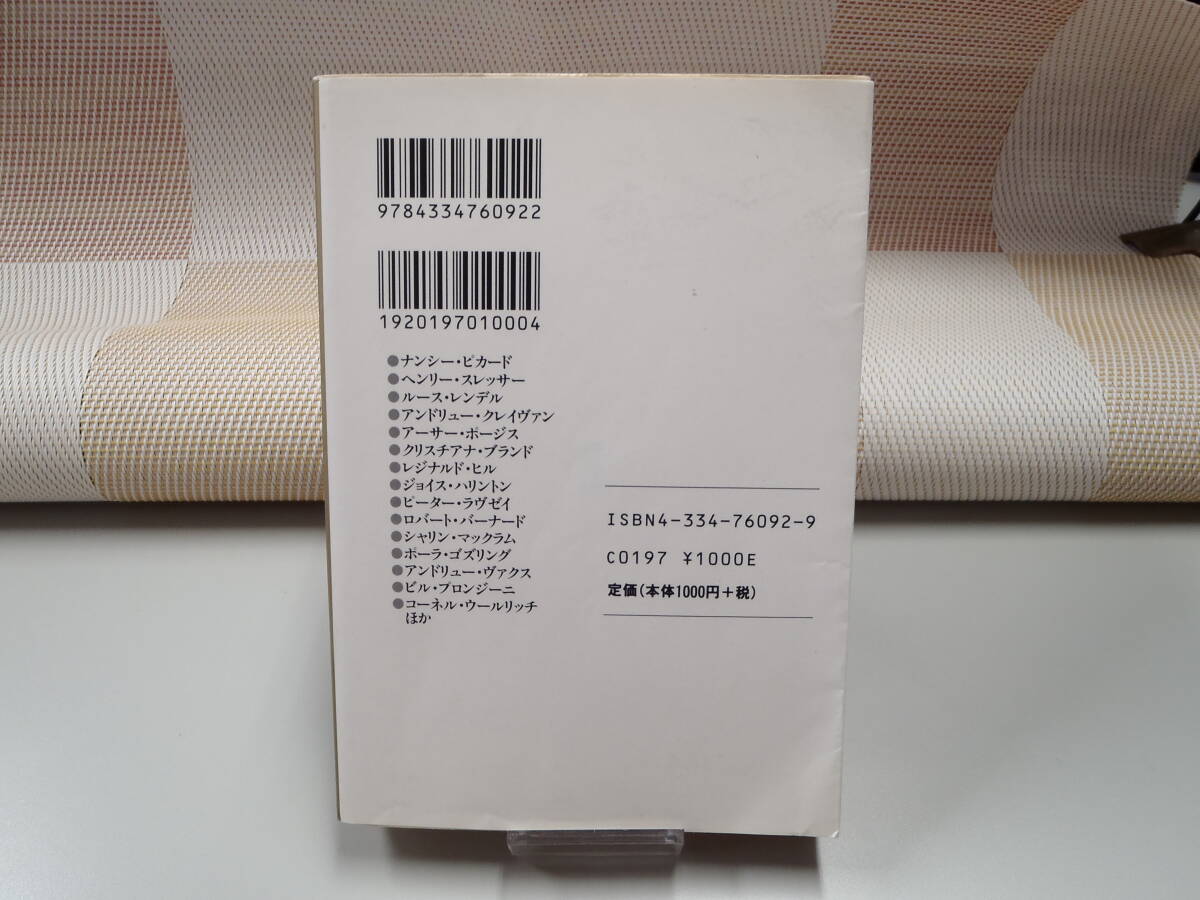 9784334760922
1920197010004
●ナンシー・ピカード
●ヘンリー・スレッサー
●ルース・レンデル
●アンドリュー・クレイヴァン
●アーサー・ポージス
●クリスチアナ・ブランド
●レジナルド・ヒル
●ジョイス・ハリントン
●ピーター・ラヴゼイ
●ロバート・バーナード
●シャリン・マックラム
●ポーラ・ゴズリング
●アンドリュー・ヴァクス
●ビル・プロンジーニ
●コーネル・ウールリッチ
ほか
ISBN4-334-76092-9
C0197 ¥1000E
定価(本体1000円+税)